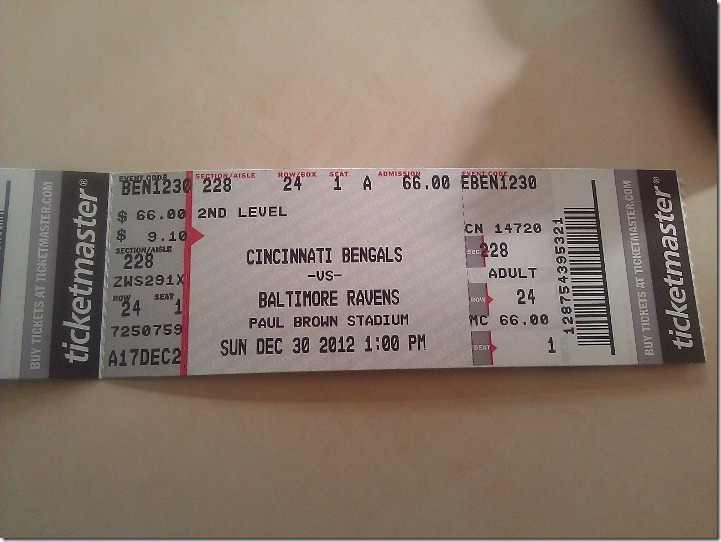 BUY TICKETS AT TICKETMASTER.COM
ticketmaster®
EVENT CODE
BEN1230
$ 66.00
$ 9.10
SECTION/AISLE
228
ZWS291X
ROW SEAT
24 1
7250759
A17DEC2
SECTION/AISLE ROW/BOX SEAT ADMISSION
228 24 1 A 66.00
2ND LEVEL
CINCINNATI BENGALS
-VS-
BALTIMORE RAVENS
PAUL BROWN STADIUM
SUN DEC 30 2012 1:00 PM
EVENT CODE
EBEN1230
CN 14720
SEC. 228
ADULT
ROW 24
MC 66.00
SEAT 1
128754395321
BUY TICKETS AT TICKETMASTER.COM
ticketmaster®